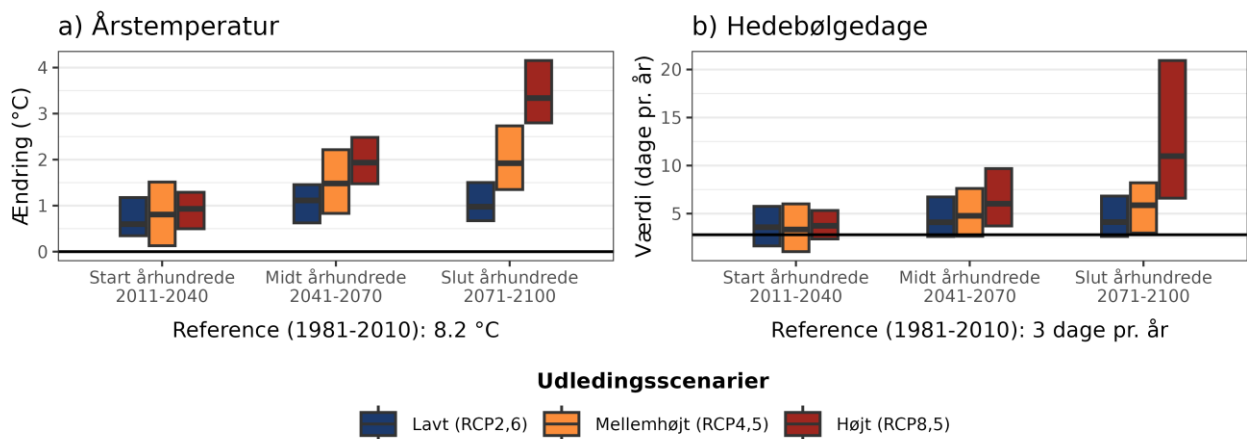 a) Årstemperatur
Ændring (°C)
4
3
2
1
0
Start århundrede
2011-2040
Midt århundrede
2041-2070
Slut århundrede
2071-2100
Reference (1981-2010): 8.2 °C
b) Hedebølgedage
Værdi (dage pr. år)
20
15
10
5
Start århundrede
2011-2040
Midt århundrede
2041-2070
Slut århundrede
2071-2100
Reference (1981-2010): 3 dage pr. år
Udledingsscenarier
Lavt (RCP2,6)
Mellemhøjt (RCP4,5)
Højt (RCP8,5)